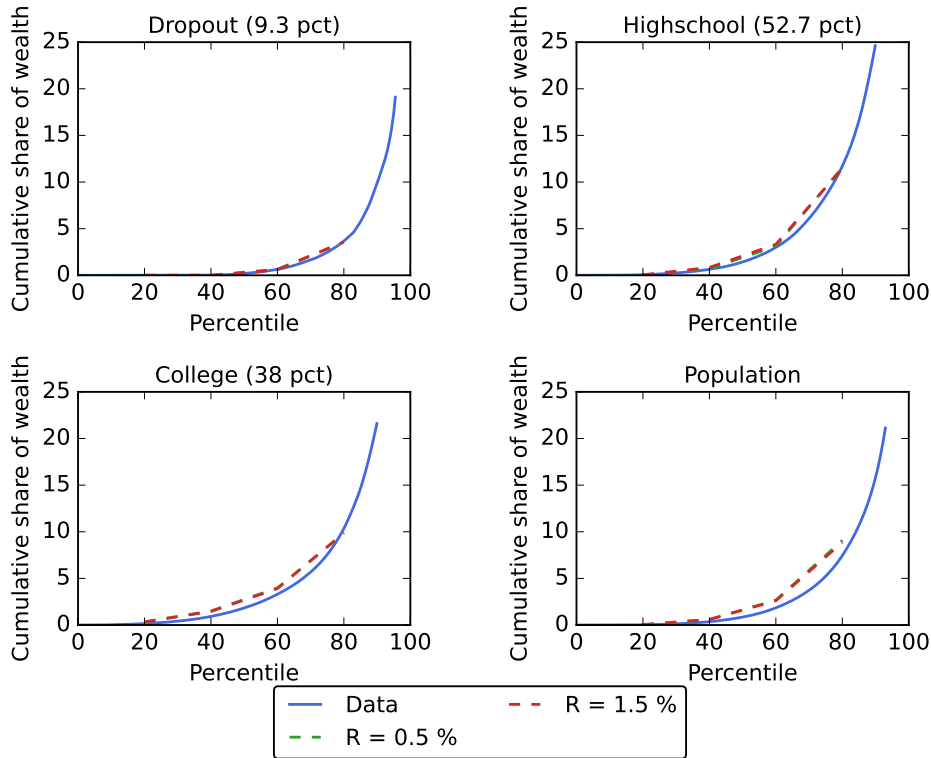 Dropout (9.3 pct)
Cumulative share of wealth
25
20
15
10
5
0
0 20 40 60 80 100
Percentile
Highschool (52.7 pct)
Cumulative share of wealth
25
20
15
10
5
0
0 20 40 60 80 100
Percentile
College (38 pct)
Cumulative share of wealth
25
20
15
10
5
0
0 20 40 60 80 100
Percentile
Population
Cumulative share of wealth
25
20
15
10
5
0
0 20 40 60 80 100
Percentile
Data
R = 0.5 %
R = 1.5 %